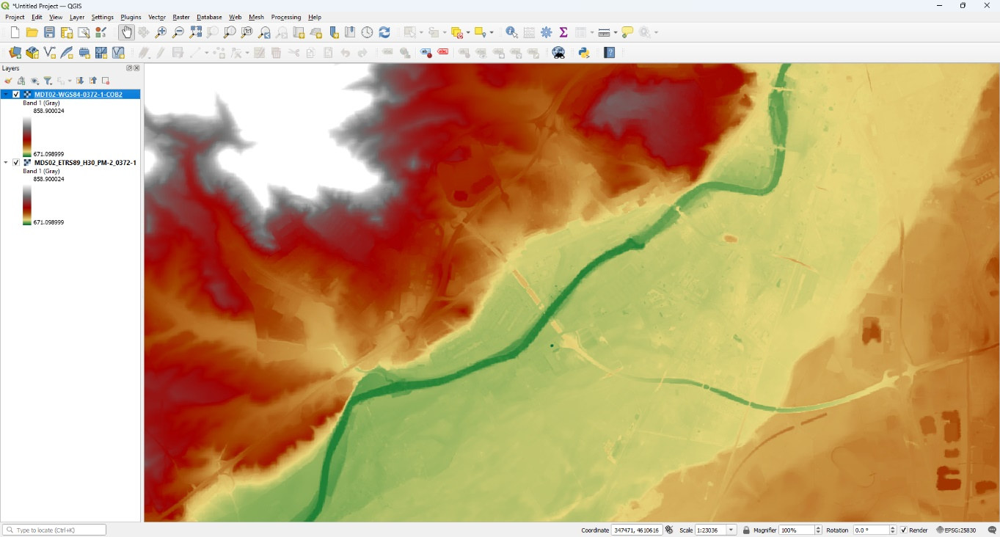 *Untitled Project — QGIS
Project Edit View Layer Settings Plugins Vector Raster Database Web Mesh Processing Help
abc abc
Layers
MDT02-WGS84-0372-1-COB2
Band 1 (Gray)
858.900024
671.098999
MDS02_ETRS89_H30_PM-2_0372-1
Band 1 (Gray)
858.900024
671.098999
Type to locate (Ctrl+K) Coordinate 347471, 4610616 Scale 1:23036 Magnifier 100% Rotation 0.0 ° Render EPSG:25830